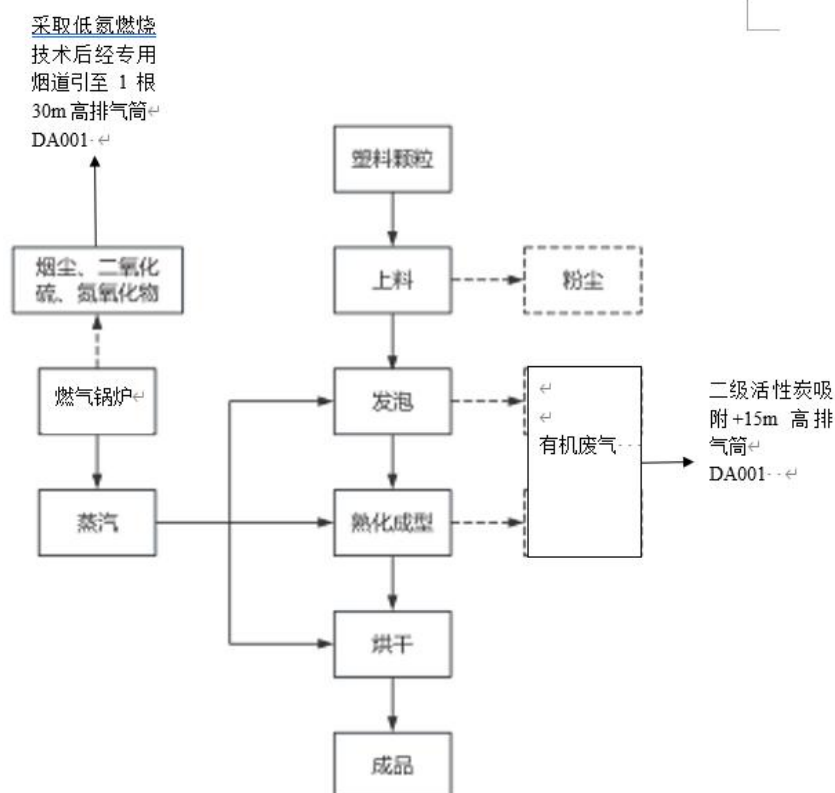 采取低氮燃烧
技术后经专用
烟道引至 1 根
30m 高排气筒
DA001
塑料颗粒
烟尘、二氧化
硫、氮氧化物
上料
粉尘
燃气锅炉
发泡
有机废气
二级活性炭吸
附+15m 高排
气筒
DA001
蒸汽
熟化成型
烘干
成品